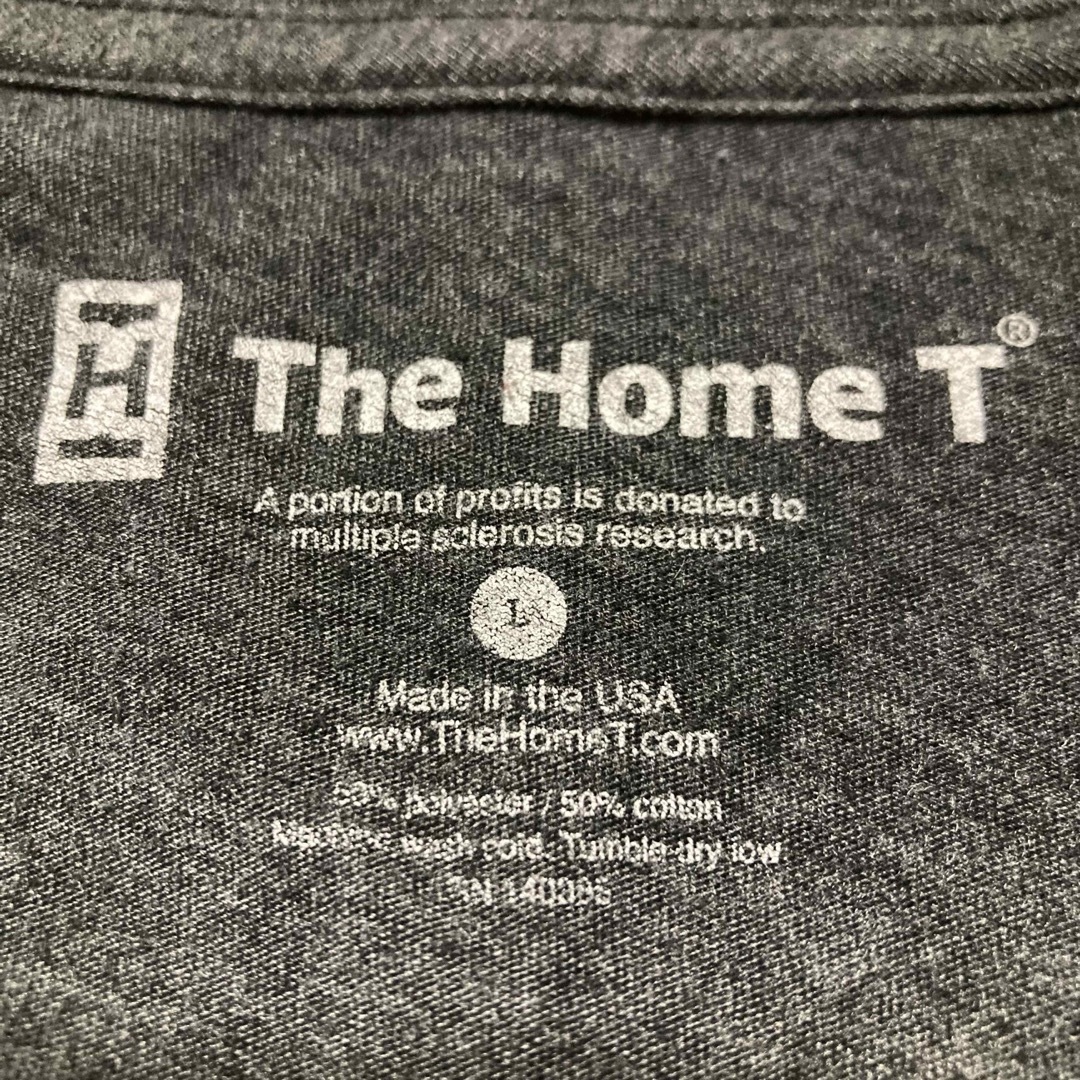 H The Home T®
A portion of profits is donated to
multiple sclerosis research.
L
Made in the USA
www.TheHomeT.com
50% polyester / 50% cotton
Machine wash cold. Tumble dry low